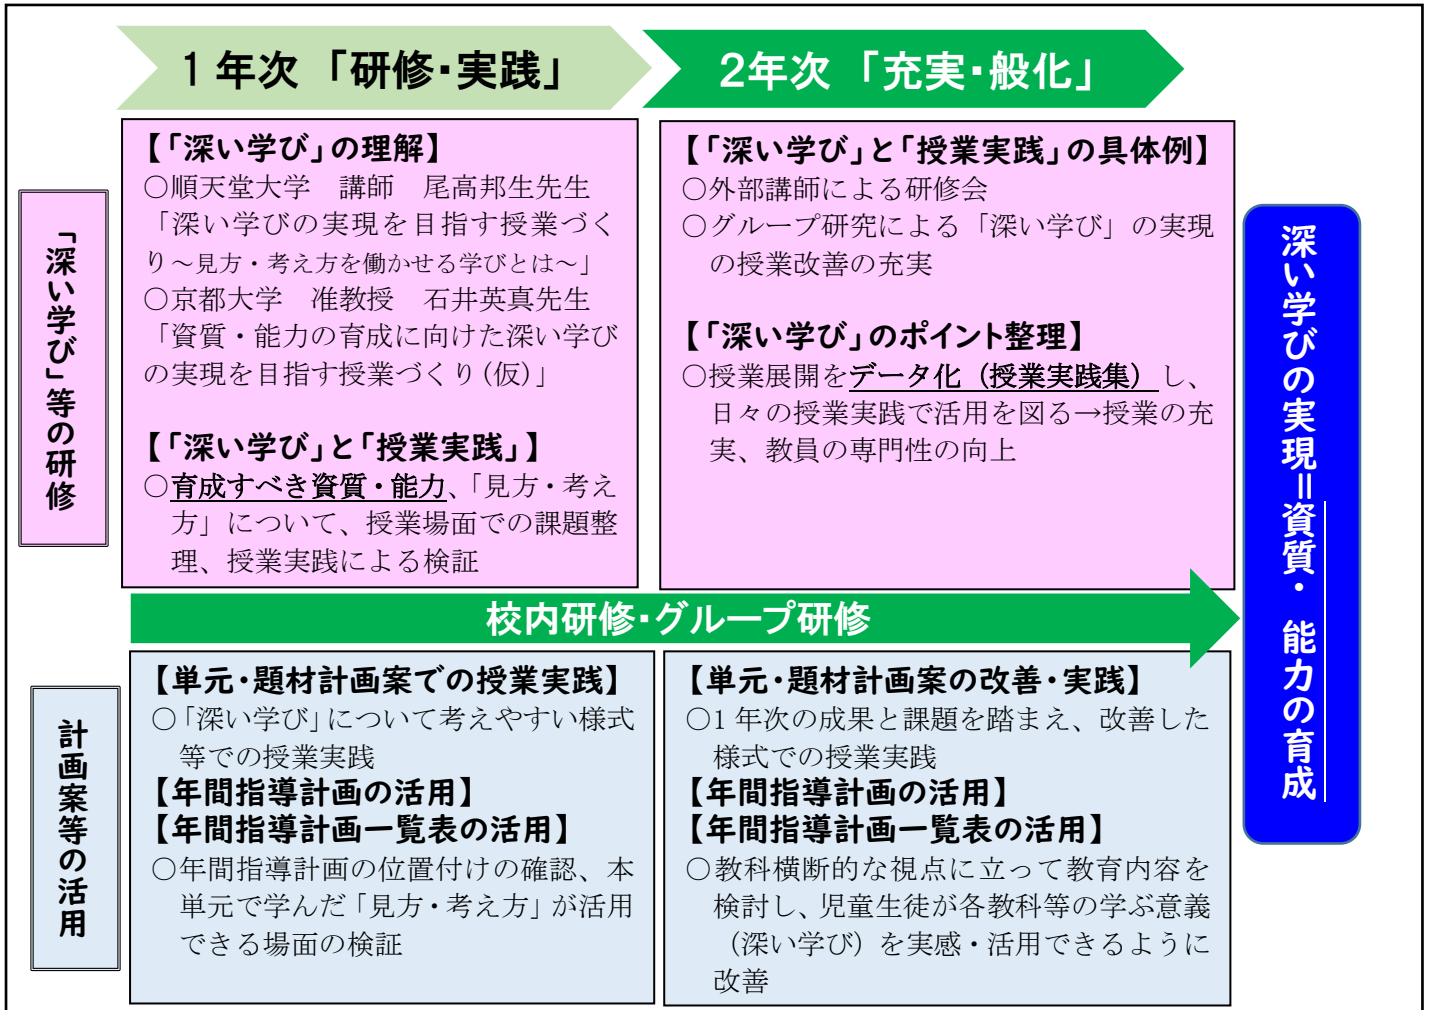 1年次「研修・実践」
2年次「充実・般化」
「深い学び」等の研修
【「深い学び」の理解】
○順天堂大学　講師　尾高邦生先生
「深い学びの実現を目指す授業づく
り～見方・考え方を働かせる学びとは～」
○京都大学　准教授　石井英真先生
「資質・能力の育成に向けた深い学び
の実現を目指す授業づくり（仮）」
【「深い学び」と「授業実践」】
○育成すべき資質・能力、「見方・考え
方」について、授業場面での課題整
理、授業実践による検証
【「深い学び」と「授業実践」の具体例】
○外部講師による研修会
○グループ研究による「深い学び」の実現
の授業改善の充実
【「深い学び」のポイント整理】
○授業展開をデータ化（授業実践集）し、
日々の授業実践で活用を図る→授業の充
実、教員の専門性の向上
校内研修・グループ研修
計画案等の活用
【単元・題材計画案での授業実践】
○「深い学び」について考えやすい様式
等での授業実践
【年間指導計画の活用】
【年間指導計画一覧表の活用】
○年間指導計画の位置付けの確認、本
単元で学んだ「見方・考え方」が活用
できる場面の検証
【単元・題材計画案の改善・実践】
○1年次の成果と課題を踏まえ、改善した
様式での授業実践
【年間指導計画の活用】
【年間指導計画一覧表の活用】
○教科横断的な視点に立って教育内容を
検討し、児童生徒が各教科等の学ぶ意義
（深い学び）を実感・活用できるように
改善
深い学びの実現＝資質・能力の育成